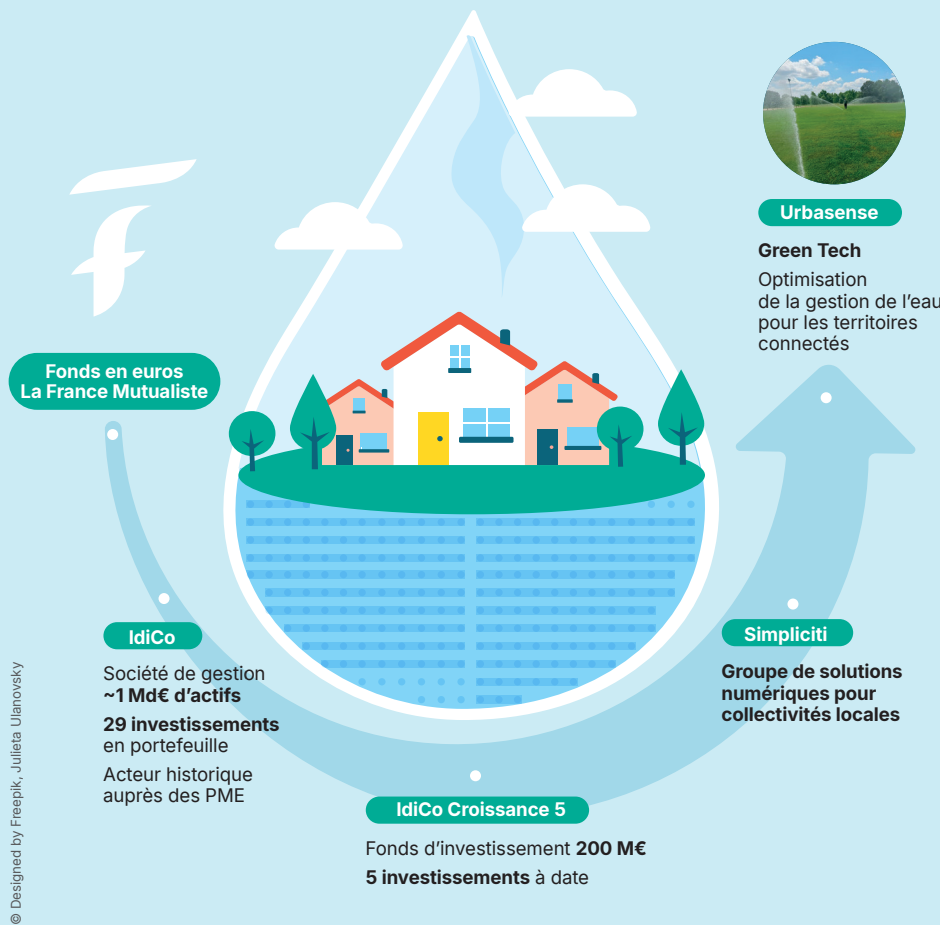 Fonds en euros
La France Mutualiste
IdiCo
Société de gestion
~1 Md€ d’actifs
29 investissements
en portefeuille
Acteur historique
auprès des PME
IdiCo Croissance 5
Fonds d’investissement 200 M€
5 investissements à date
Simpliciti
Groupe de solutions
numériques pour
collectivités locales
Urbasense
Green Tech
Optimisation
de la gestion de l’eau
pour les territoires
connectés
© Designed by Freepik, Julieta Ulanovsky